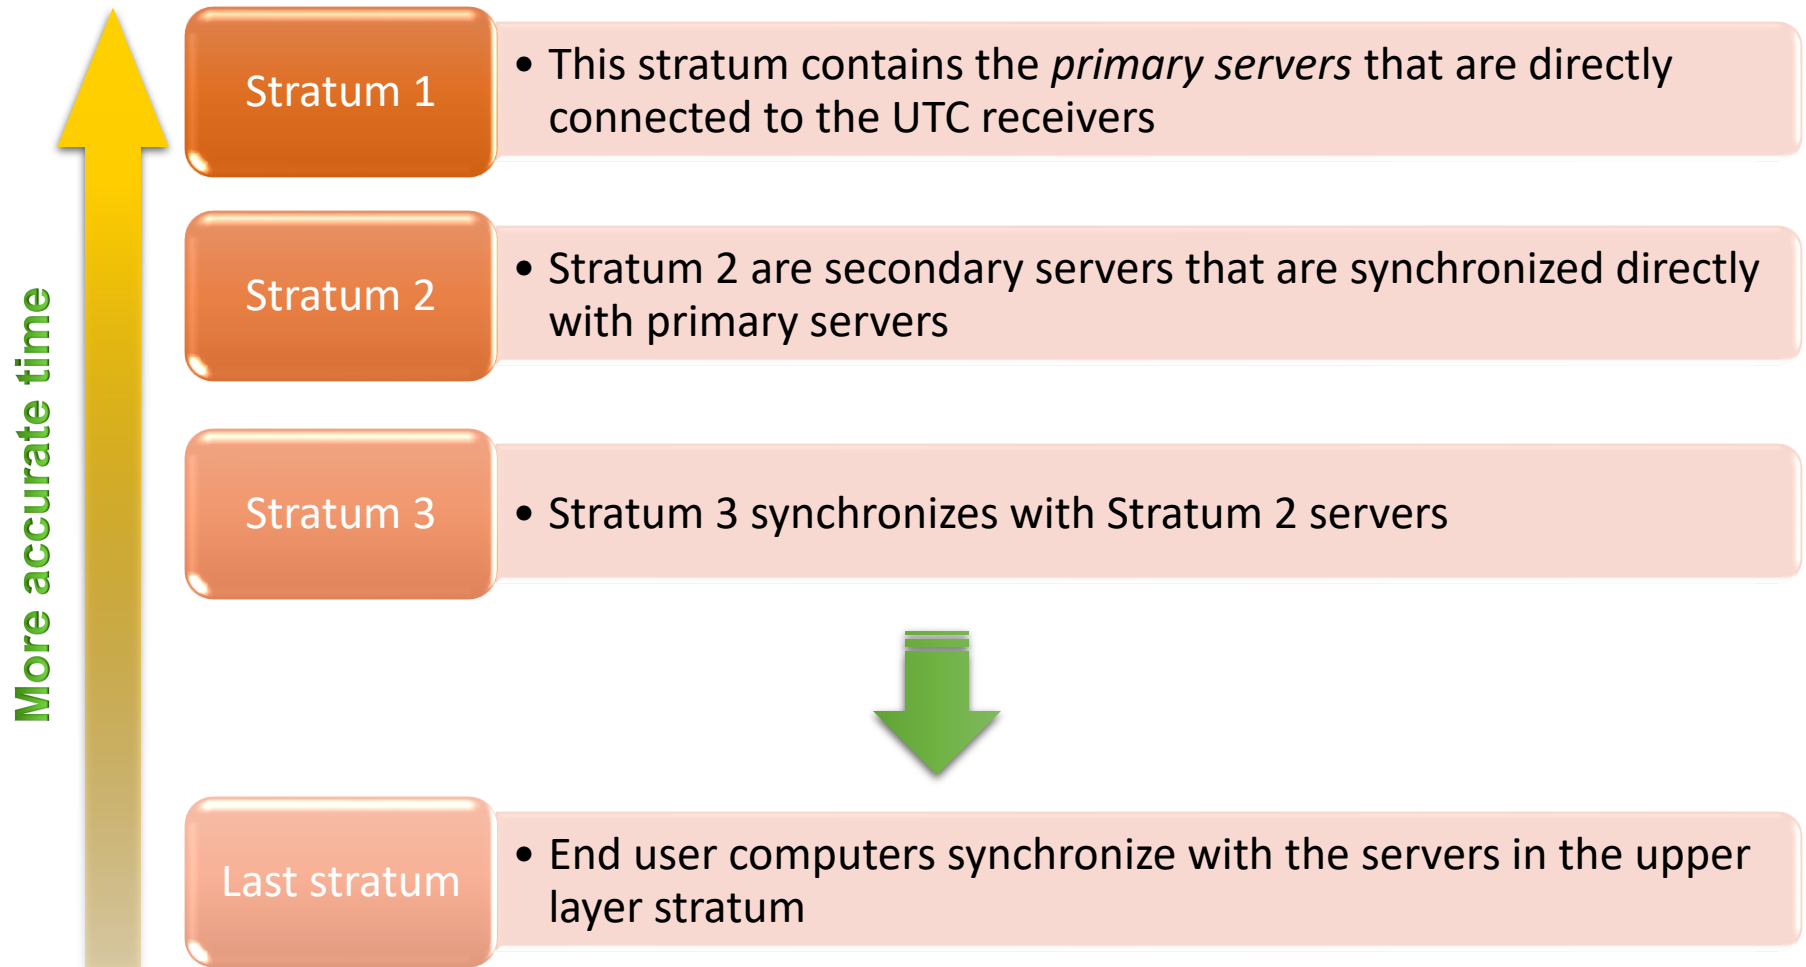 More accurate time
Stratum 1
• This stratum contains the primary servers that are directly
connected to the UTC receivers
Stratum 2
• Stratum 2 are secondary servers that are synchronized directly
with primary servers
Stratum 3
• Stratum 3 synchronizes with Stratum 2 servers
Last stratum
• End user computers synchronize with the servers in the upper
layer stratum